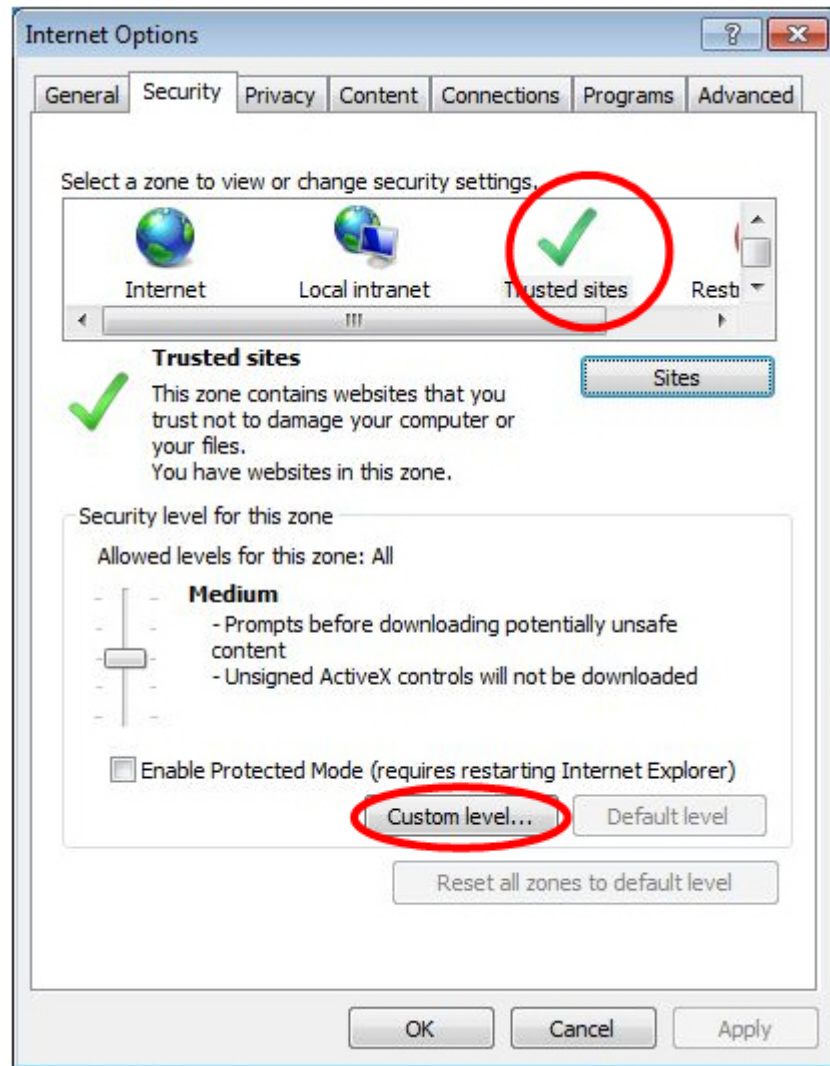 Internet Options
General Security Privacy Content Connections Programs Advanced
Select a zone to view or change security settings.
Internet Local intranet Trusted sites Restr
Trusted sites
Sites
This zone contains websites that you
trust not to damage your computer or
your files.
You have websites in this zone.
Security level for this zone
Allowed levels for this zone: All
Medium
- Prompts before downloading potentially unsafe
content
- Unsigned ActiveX controls will not be downloaded
Enable Protected Mode (requires restarting Internet Explorer)
Custom level... Default level
Reset all zones to default level
OK Cancel Apply